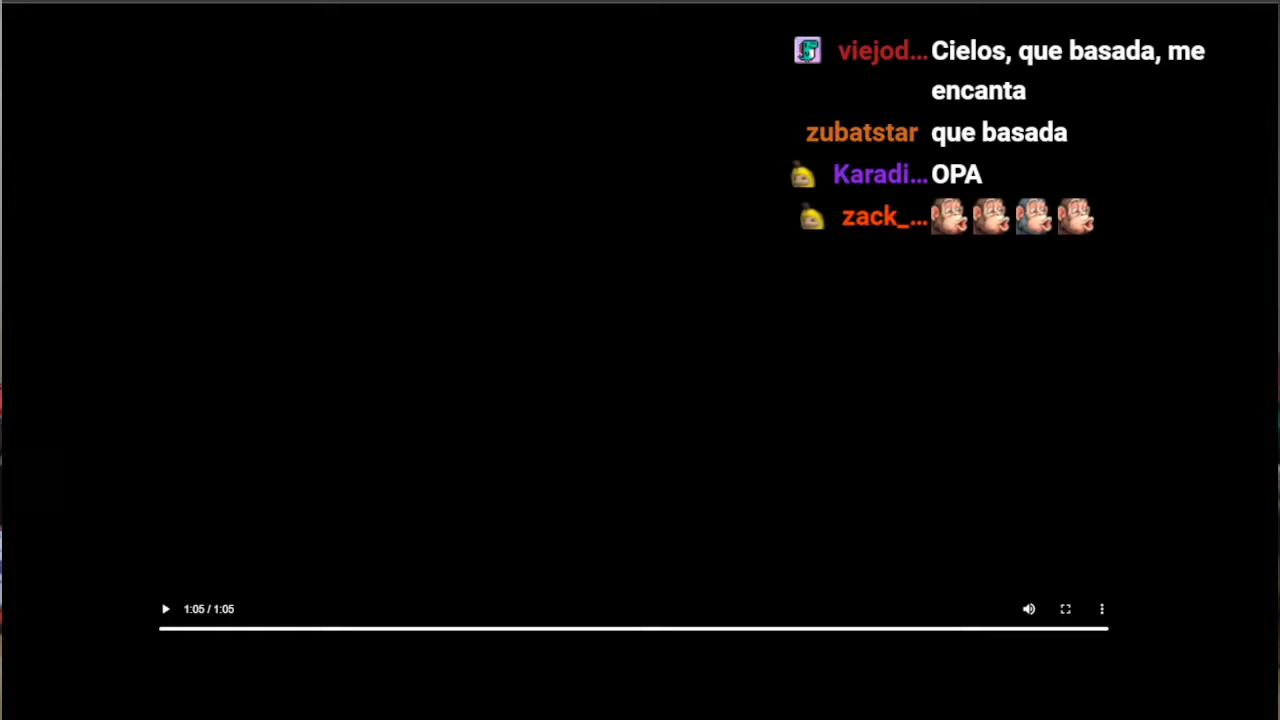 viejod... Cielos, que basada, me
encanta
zubatstar que basada
Karadi... OPA
zack_...
1:05 / 1:05